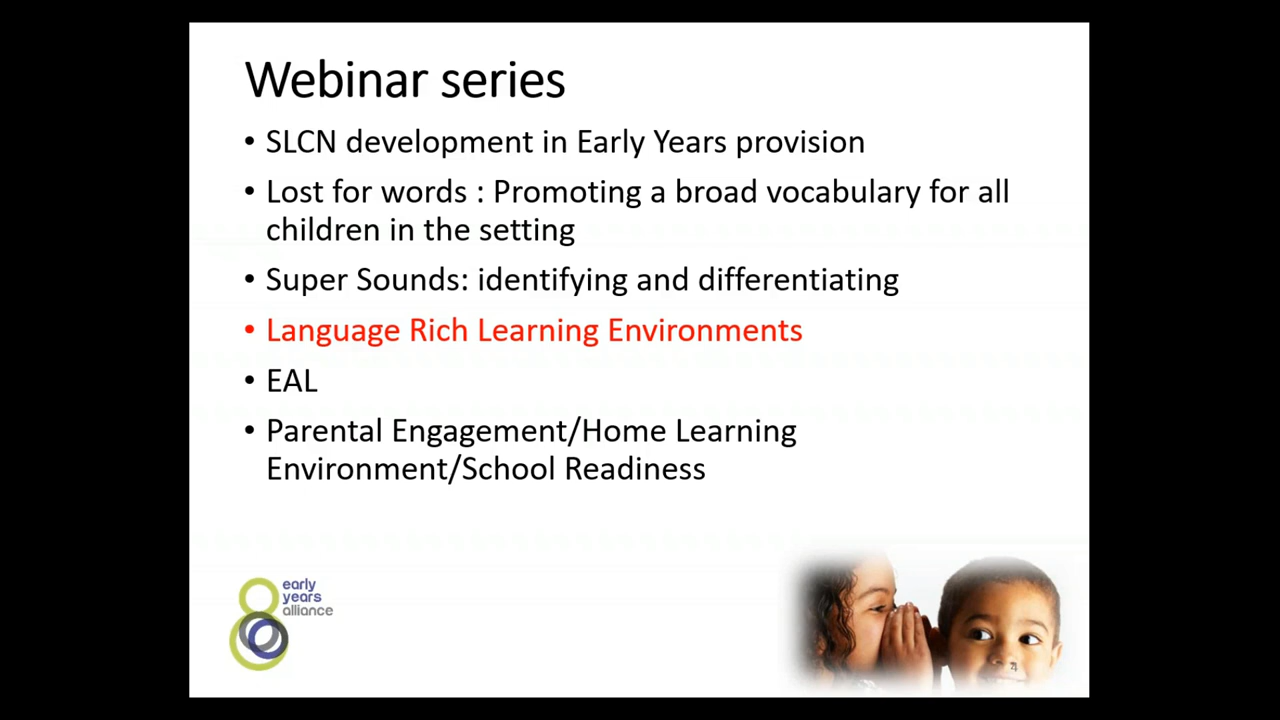 Webinar series
• SLCN development in Early Years provision
• Lost for words : Promoting a broad vocabulary for all
children in the setting
• Super Sounds: identifying and differentiating
• Language Rich Learning Environments
• EAL
• Parental Engagement/Home Learning
Environment/School Readiness
early
years
alliance
4